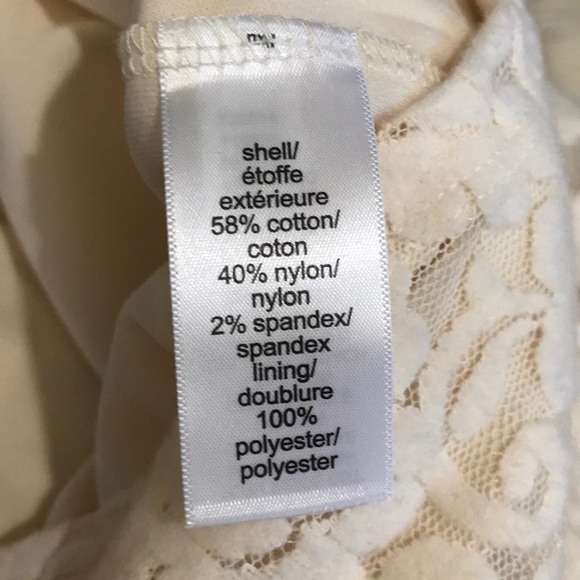 shell/
étoffe
extérieure
58% cotton/
coton
40% nylon/
nylon
2% spandex/
spandex
lining/
doublure
100%
polyester/
polyester